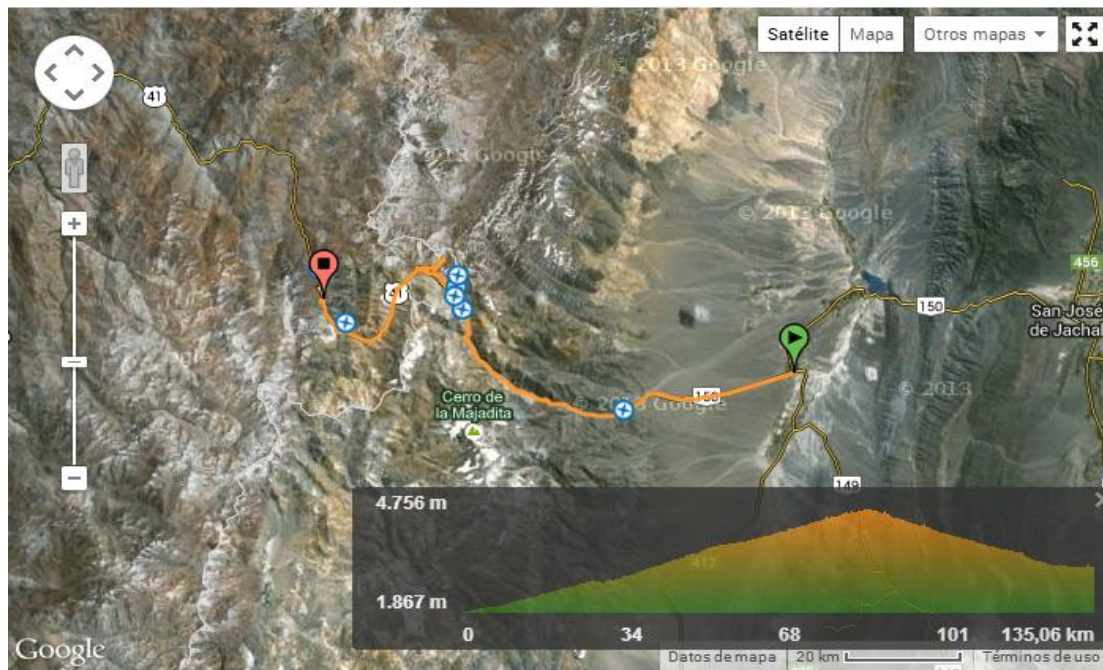 Satélite Mapa Otros mapas
© 2013 Google
41
© 2013 Google
© 2013 Google
456
41
150
San José
de Jachal
© 2013
Cerro de
la Majadita
© 2013 Google
150
149
4.756 m
412
1.867 m
0 34 68 101 135,06 km
Google
Datos de mapa 20 km Términos de uso